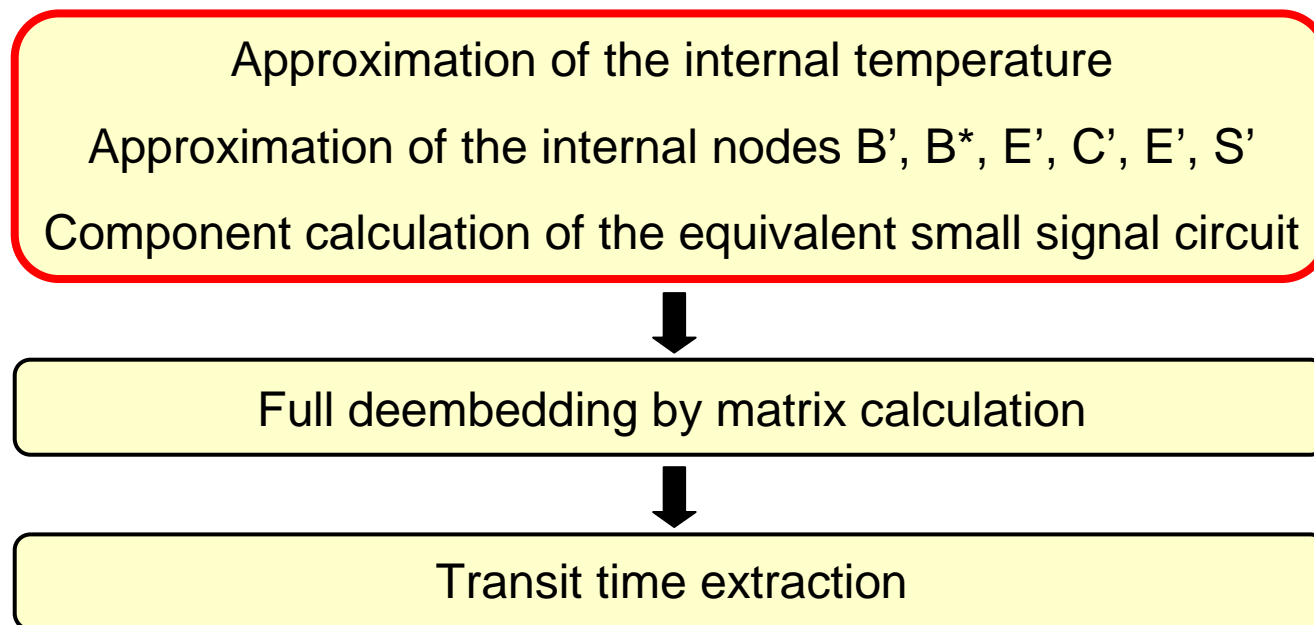 Approximation of the internal temperature
Approximation of the internal nodes B’, B*, E’, C’, E’, S’
Component calculation of the equivalent small signal circuit
Full deembedding by matrix calculation
Transit time extraction